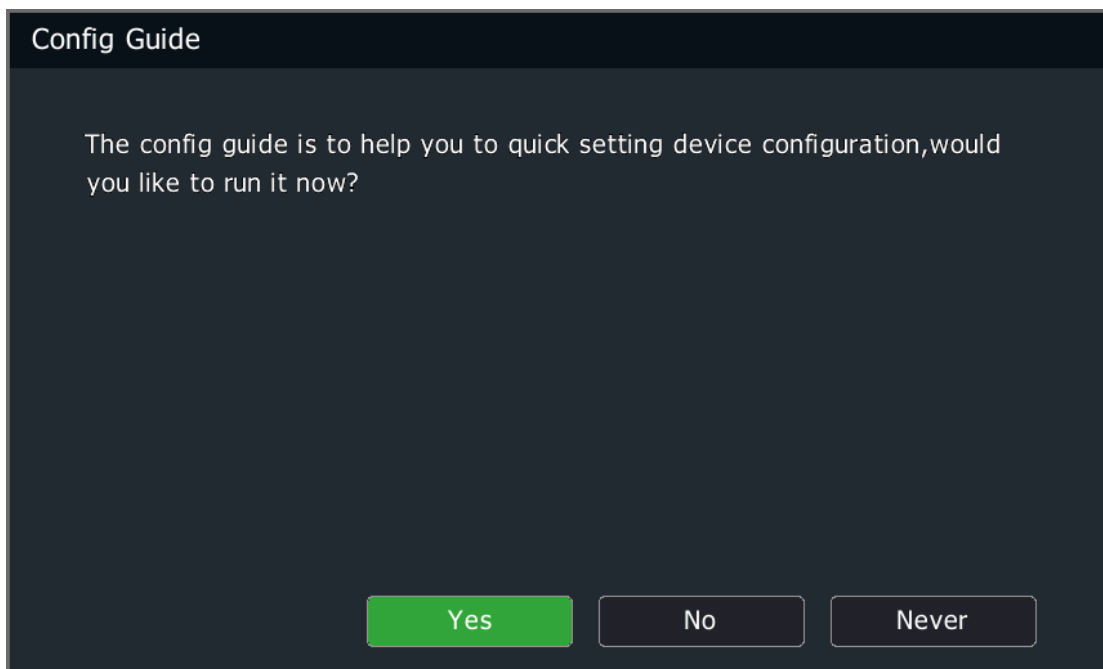 Config Guide
The config guide is to help you to quick setting device configuration,would
you like to run it now?
Yes No Never